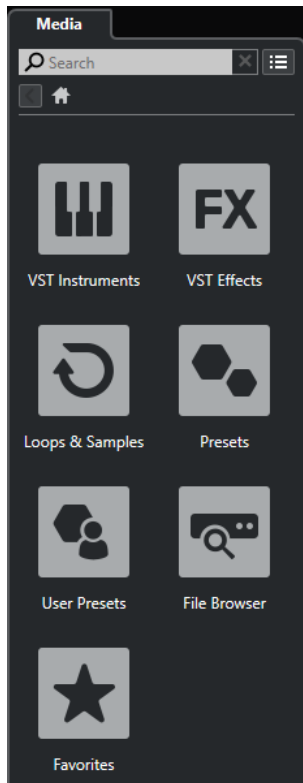 Media
Search
VST Instruments
FX
VST Effects
Loops & Samples
Presets
User Presets
File Browser
Favorites